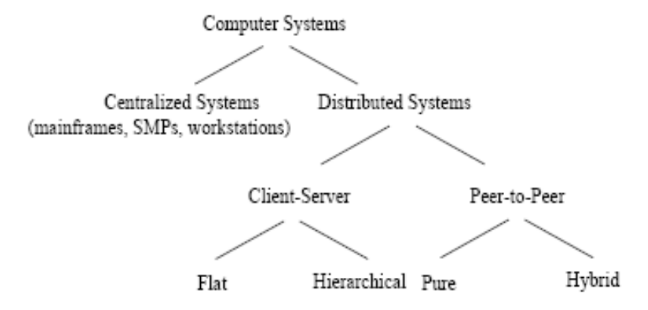 Computer Systems
Centralized Systems
(mainframes, SMPs, workstations)
Distributed Systems
Client-Server
Peer-to-Peer
Flat
Hierarchical
Pure
Hybrid